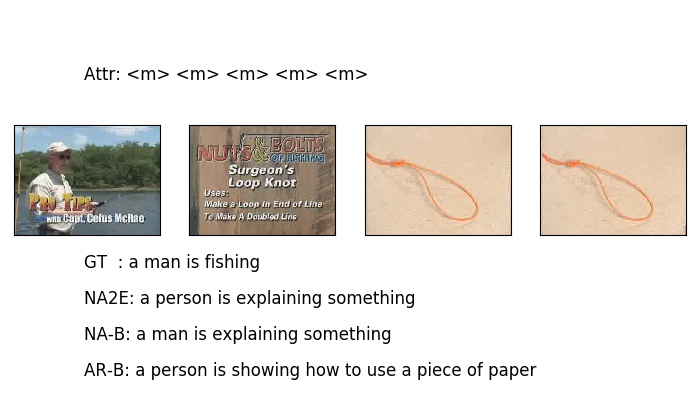 Attr: <m> <m> <m> <m> <m>
Pro Tips
with Capt. Cefus McRae
NUTS & BOLTS
OF FISHING
Surgeon's
Loop Knot
Uses:
Make a Loop in End of Line
To Make A Doubled Line
GT : a man is fishing
NA2E: a person is explaining something
NA-B: a man is explaining something
AR-B: a person is showing how to use a piece of paper